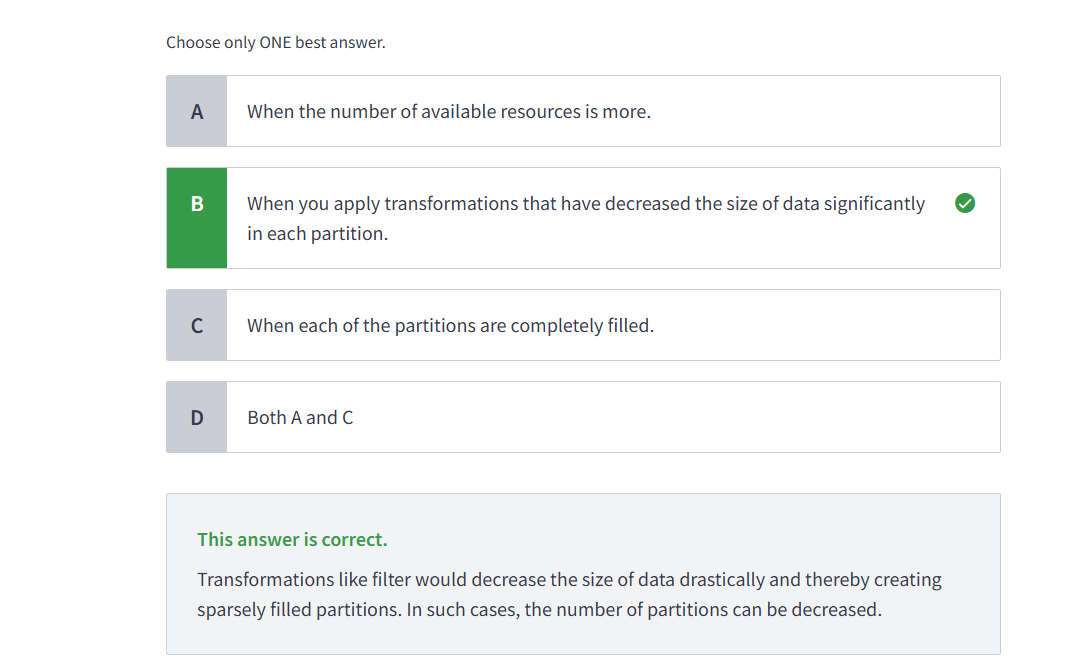 Choose only ONE best answer.
A
When the number of available resources is more.
B
When you apply transformations that have decreased the size of data significantly
in each partition.
C
When each of the partitions are completely filled.
D
Both A and C
This answer is correct.
Transformations like filter would decrease the size of data drastically and thereby creating
sparsely filled partitions. In such cases, the number of partitions can be decreased.